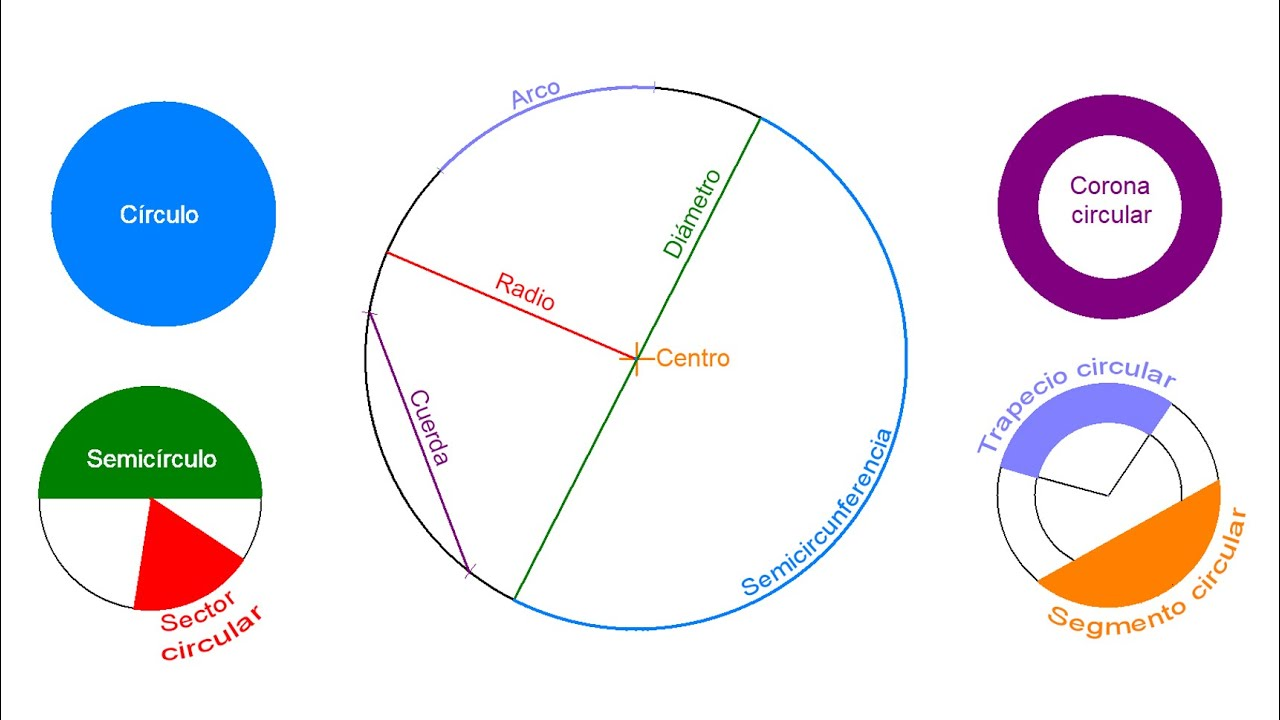 Círculo
Semicírculo
Sector
circular
Arco
Diámetro
Radio
Centro
Cuerda
Semicircunferencia
Corona
circular
Trapecio circular
Segmento circular